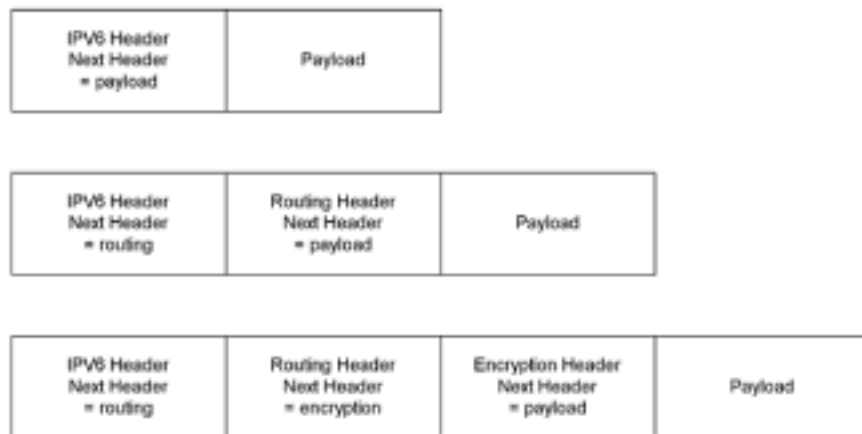 IPV6 Header
Next Header
= payload
Payload
IPV6 Header
Next Header
= routing
Routing Header
Next Header
= payload
Payload
IPV6 Header
Next Header
= routing
Routing Header
Next Header
= encryption
Encryption Header
Next Header
= payload
Payload